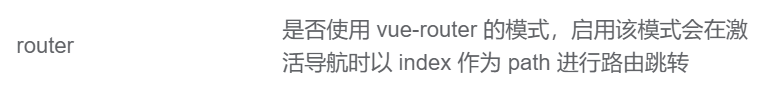 router
是否使用 vue-router 的模式，启用该模式会在激
活导航时以 index 作为 path 进行路由跳转